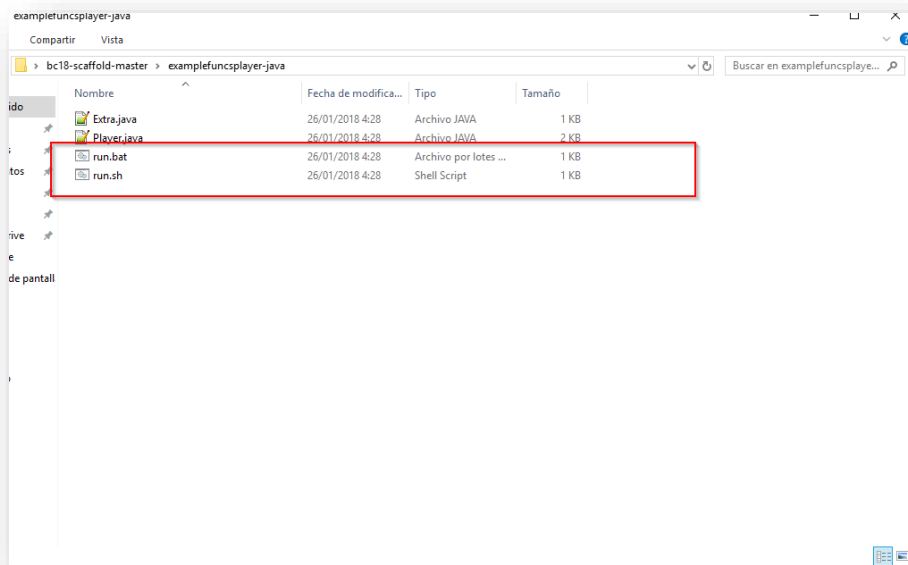 examplefuncsplayer-java
Compartir Vista
bc18-scaffold-master > examplefuncsplayer-java
Buscar en examplefuncsplaye...
Nombre Fecha de modifica... Tipo Tamaño
ido
Extra.java 26/01/2018 4:28 Archivo JAVA 1 KB
Player.java 26/01/2018 4:28 Archivo JAVA 2 KB
s
run.bat 26/01/2018 4:28 Archivo por lotes ... 1 KB
tos
run.sh 26/01/2018 4:28 Shell Script 1 KB
rive
e
de pantall